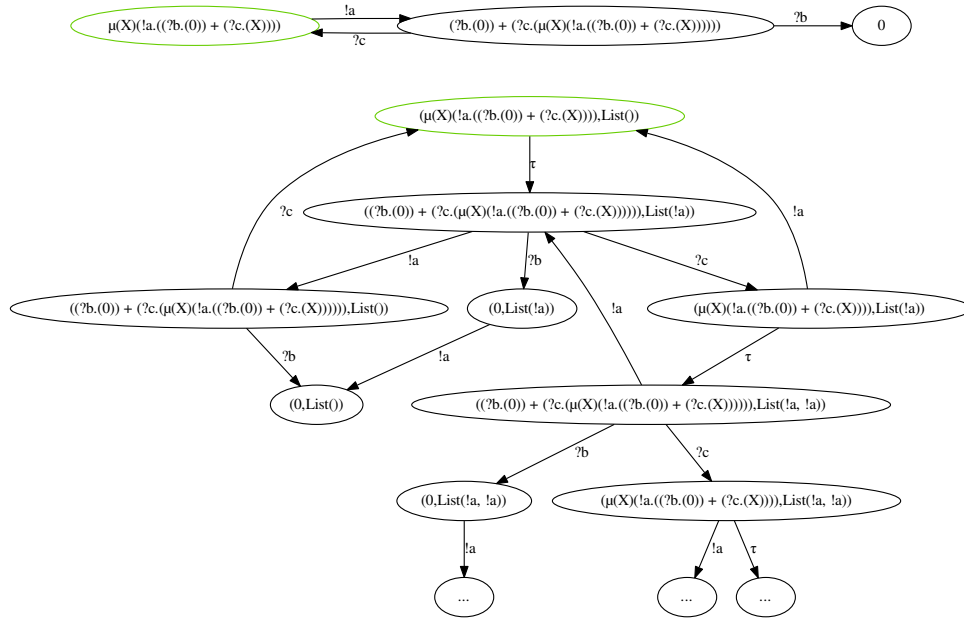 μ(X)(!a.((?b.(0)) + (?c.(X))))
!a
?c
(?b.(0)) + (?c.(μ(X)(!a.((?b.(0)) + (?c.(X))))))
?b
0
(μ(X)(!a.((?b.(0)) + (?c.(X)))),List())
τ
((?b.(0)) + (?c.(μ(X)(!a.((?b.(0)) + (?c.(X)))))),List(!a))
?c
!a
!a
?b
?c
((?b.(0)) + (?c.(μ(X)(!a.((?b.(0)) + (?c.(X)))))),List())
(0,List(!a))
!a
(μ(X)(!a.((?b.(0)) + (?c.(X)))),List(!a))
?b
!a
τ
(0,List())
((?b.(0)) + (?c.(μ(X)(!a.((?b.(0)) + (?c.(X)))))),List(!a, !a))
?b
?c
(0,List(!a, !a))
(μ(X)(!a.((?b.(0)) + (?c.(X)))),List(!a, !a))
!a
!a
τ
...
...
...